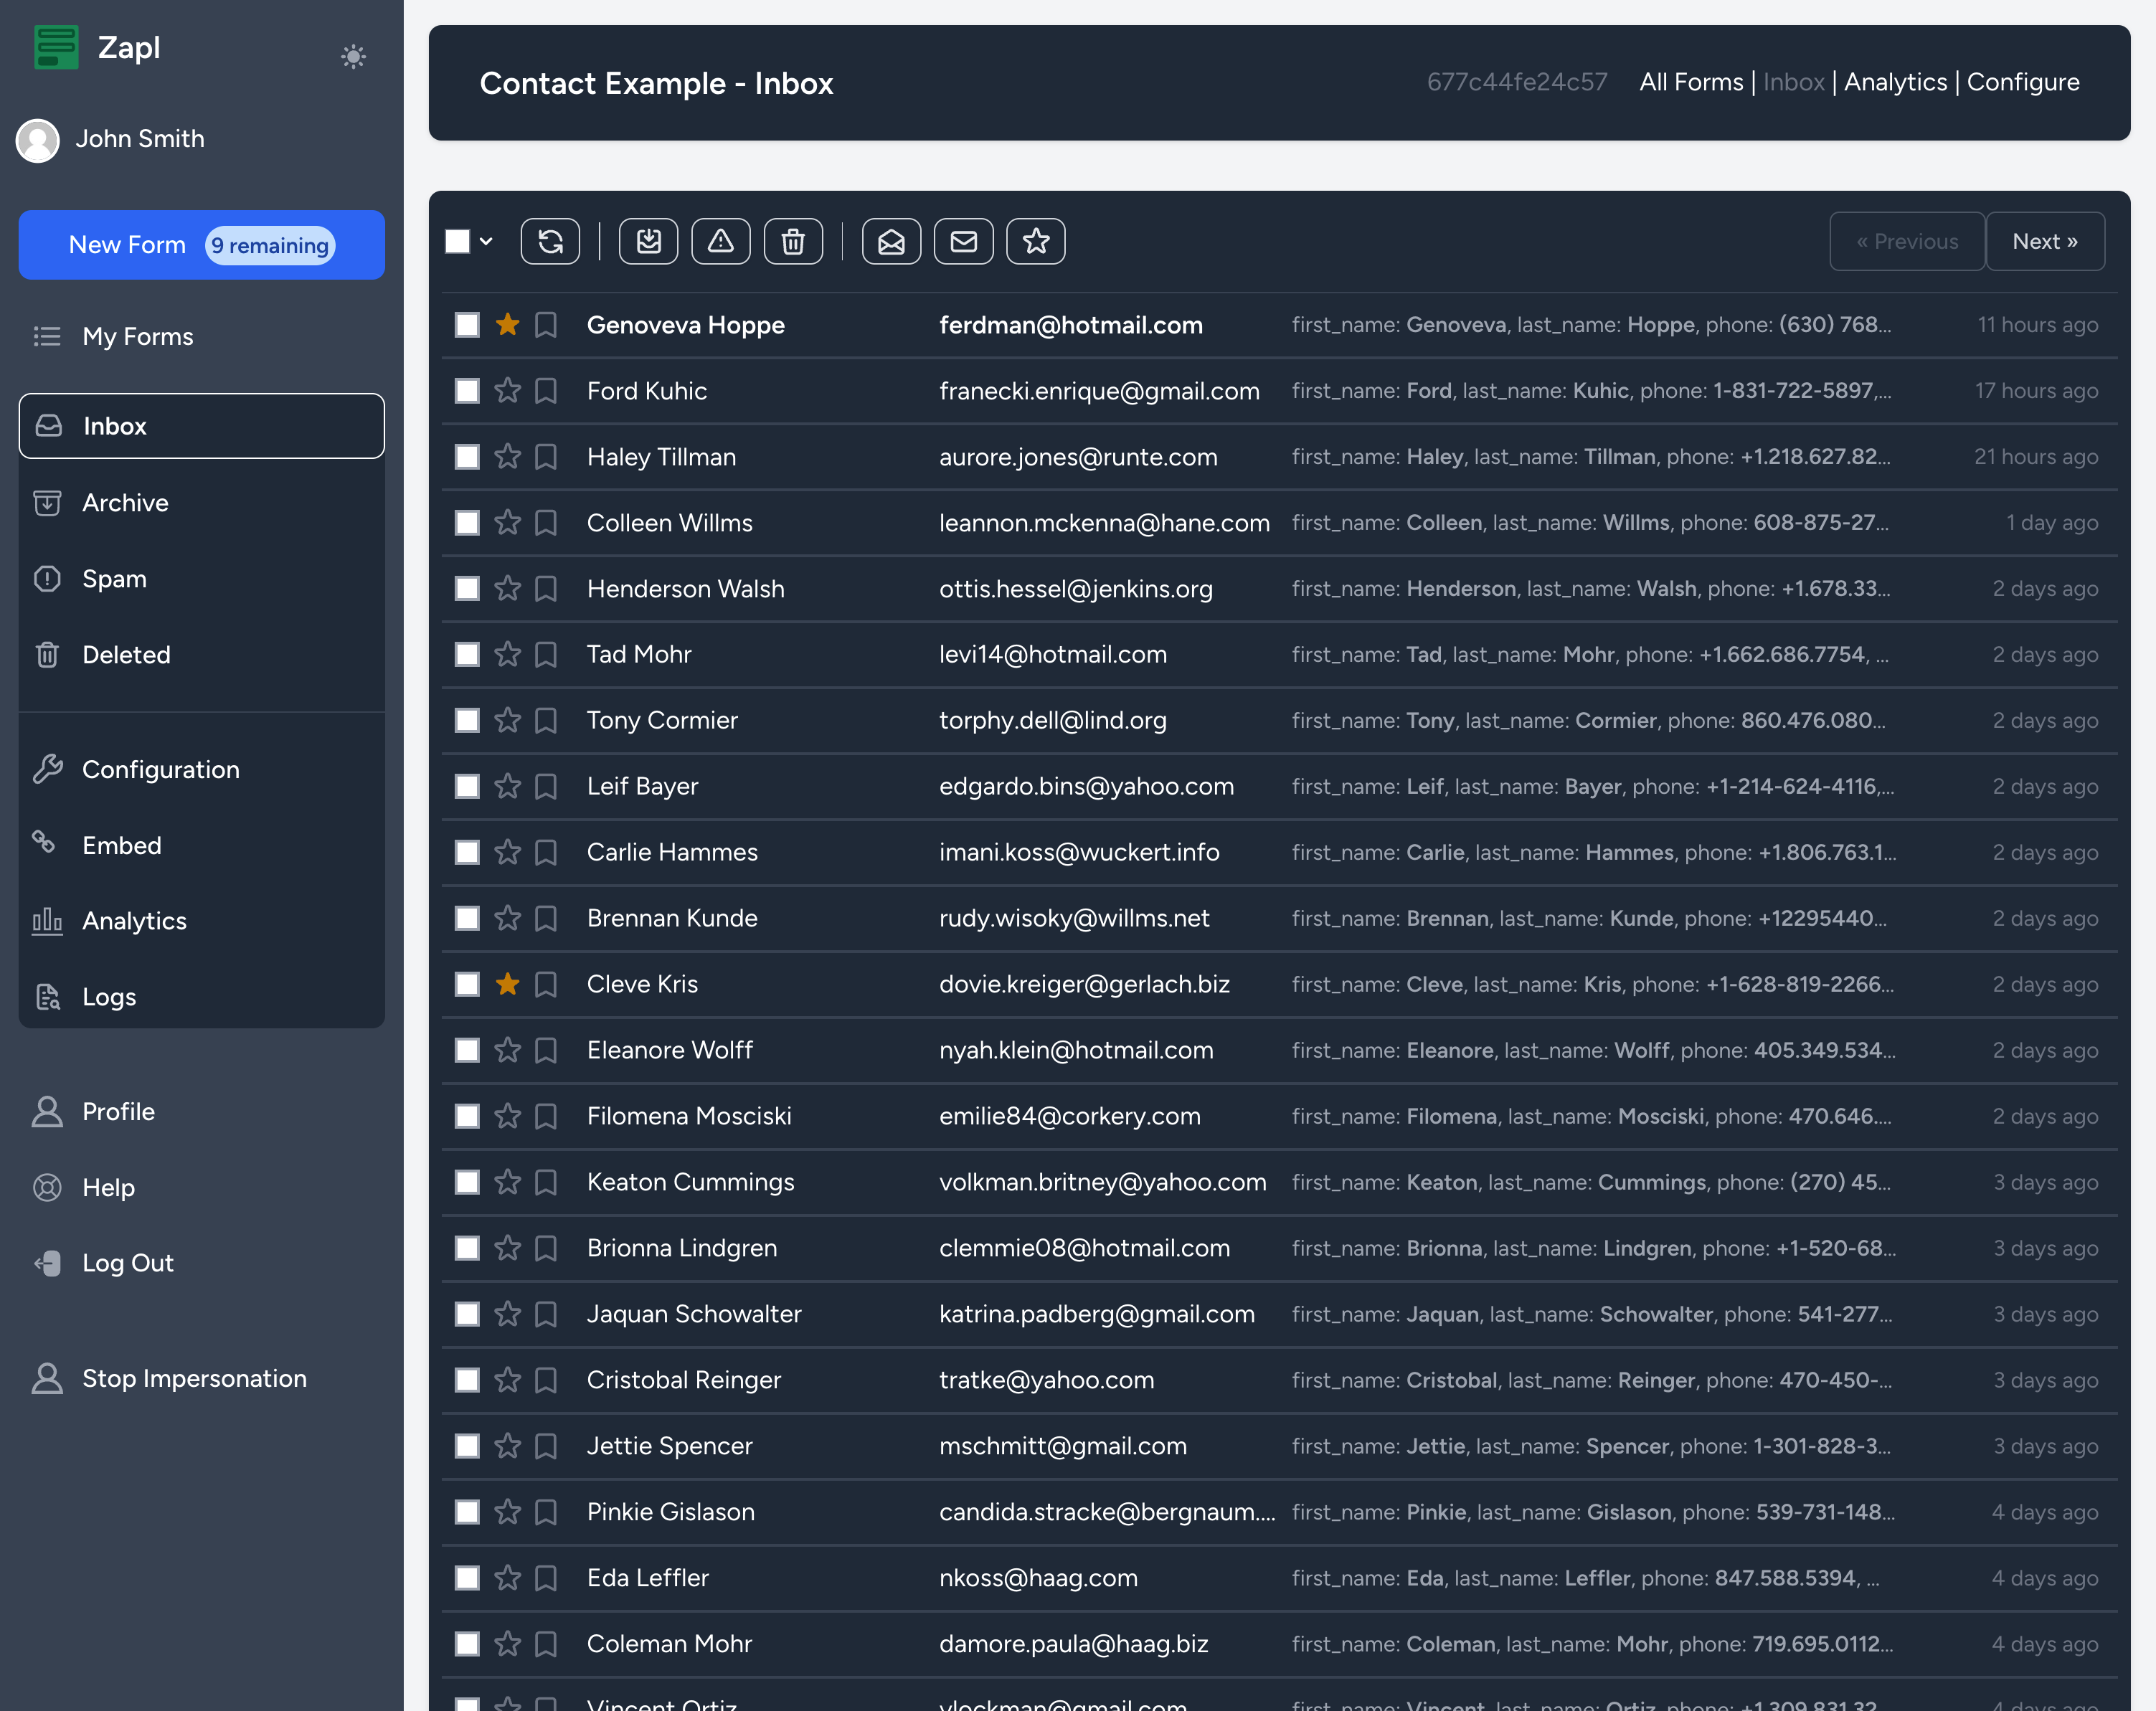 Zapl
John Smith
New Form 9 remaining
My Forms
Inbox
Archive
Spam
Deleted
Configuration
Embed
Analytics
Logs
Profile
Help
Log Out
Stop Impersonation
Contact Example - Inbox
677c44fe24c57 All Forms | Inbox | Analytics | Configure
« Previous Next »
Genoveva Hoppe ferdman@hotmail.com first_name: Genoveva, last_name: Hoppe, phone: (630) 768... 11 hours ago
Ford Kuhic franecki.enrique@gmail.com first_name: Ford, last_name: Kuhic, phone: 1-831-722-5897,... 17 hours ago
Haley Tillman aurore.jones@runte.com first_name: Haley, last_name: Tillman, phone: +1.218.627.82... 21 hours ago
Colleen Willms leannon.mckenna@hane.com first_name: Colleen, last_name: Willms, phone: 608-875-27... 1 day ago
Henderson Walsh ottis.hessel@jenkins.org first_name: Henderson, last_name: Walsh, phone: +1.678.33... 2 days ago
Tad Mohr levi14@hotmail.com first_name: Tad, last_name: Mohr, phone: +1.662.686.7754, ... 2 days ago
Tony Cormier torphy.dell@lind.org first_name: Tony, last_name: Cormier, phone: 860.476.080... 2 days ago
Leif Bayer edgardo.bins@yahoo.com first_name: Leif, last_name: Bayer, phone: +1-214-624-4116,... 2 days ago
Carlie Hammes imani.koss@wuckert.info first_name: Carlie, last_name: Hammes, phone: +1.806.763.1... 2 days ago
Brennan Kunde rudy.wisoky@willms.net first_name: Brennan, last_name: Kunde, phone: +12295440... 2 days ago
Cleve Kris dovie.kreiger@gerlach.biz first_name: Cleve, last_name: Kris, phone: +1-628-819-2266... 2 days ago
Eleanore Wolff nyah.klein@hotmail.com first_name: Eleanore, last_name: Wolff, phone: 405.349.534... 2 days ago
Filomena Mosciski emilie84@corkery.com first_name: Filomena, last_name: Mosciski, phone: 470.646.... 2 days ago
Keaton Cummings volkman.britney@yahoo.com first_name: Keaton, last_name: Cummings, phone: (270) 45... 3 days ago
Brionna Lindgren clemmie08@hotmail.com first_name: Brionna, last_name: Lindgren, phone: +1-520-68... 3 days ago
Jaquan Schowalter katrina.padberg@gmail.com first_name: Jaquan, last_name: Schowalter, phone: 541-277... 3 days ago
Cristobal Reinger tratke@yahoo.com first_name: Cristobal, last_name: Reinger, phone: 470-450-... 3 days ago
Jettie Spencer mschmitt@gmail.com first_name: Jettie, last_name: Spencer, phone: 1-301-828-3... 3 days ago
Pinkie Gislason candida.stracke@bergnaum.... first_name: Pinkie, last_name: Gislason, phone: 539-731-148... 4 days ago
Eda Leffler nkoss@haag.com first_name: Eda, last_name: Leffler, phone: 847.588.5394, ... 4 days ago
Coleman Mohr damore.paula@haag.biz first_name: Coleman, last_name: Mohr, phone: 719.695.0112... 4 days ago
Vincent Ortiz vlockman@gmail.com first_name: Vincent, last_name: Ortiz, phone: +1.309.831.32... 4 days ago